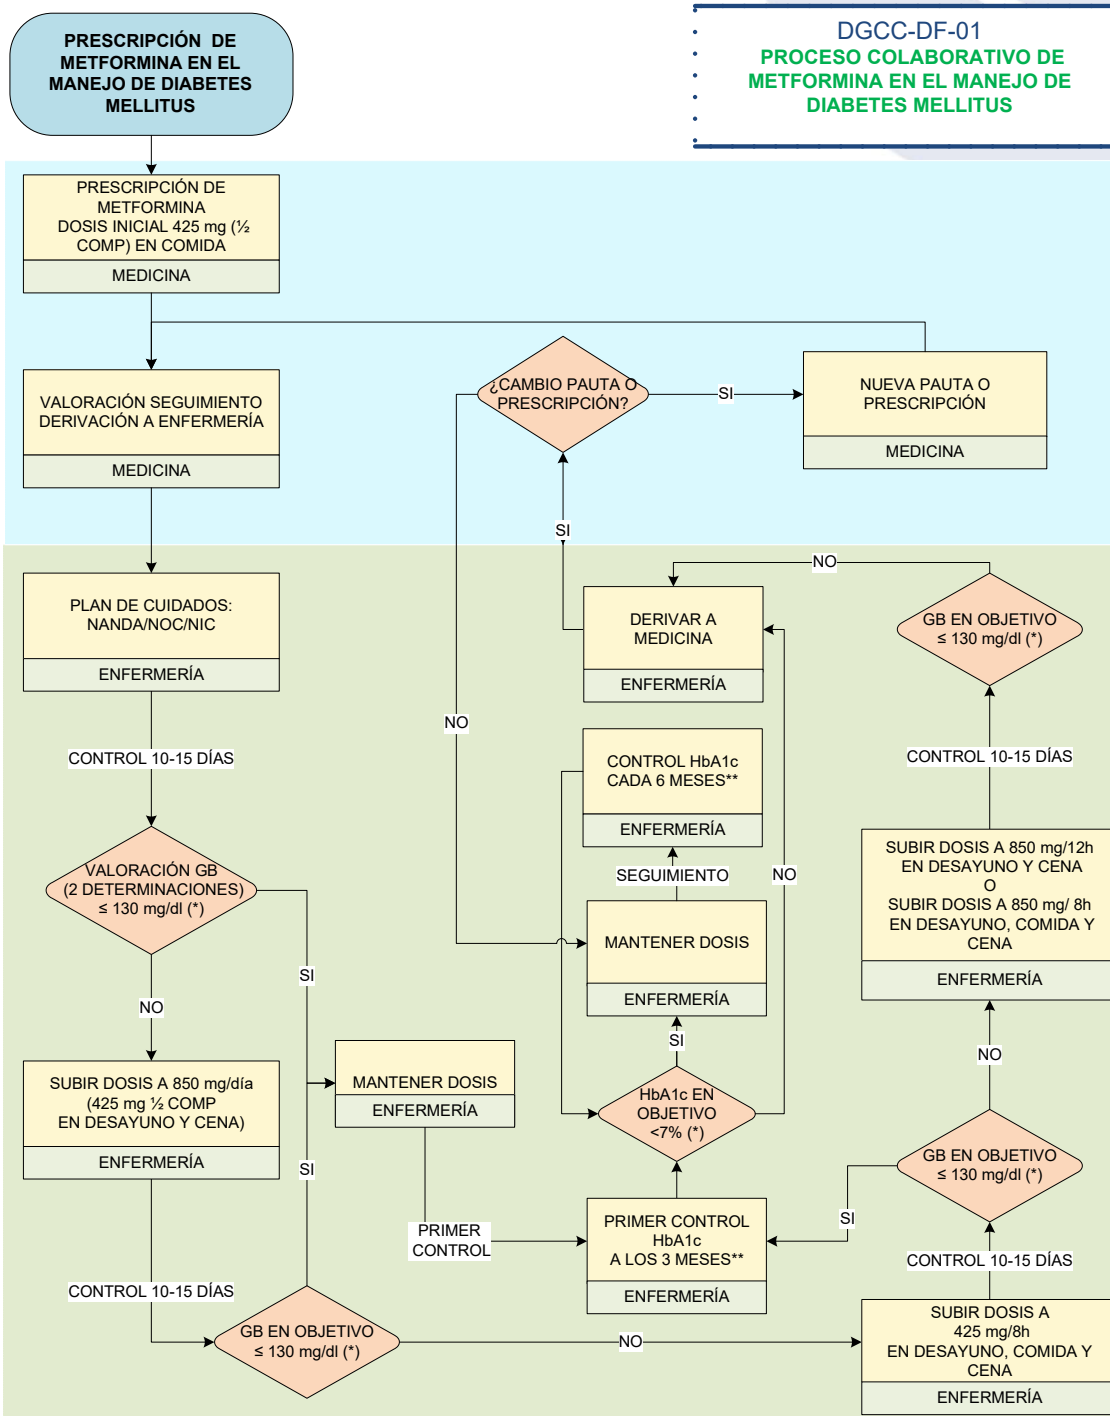 PRESCRIPCIÓN DE
METFORMINA EN EL
MANEJO DE DIABETES
MELLITUS
DGCC-DF-01
PROCESO COLABORATIVO DE
METFORMINA EN EL MANEJO DE
DIABETES MELLITUS
PRESCRIPCIÓN DE
METFORMINA
DOSIS INICIAL 425 mg (½
COMP) EN COMIDA
MEDICINA
VALORACIÓN SEGUIMIENTO
DERIVACIÓN A ENFERMERÍA
MEDICINA
¿CAMBIO PAUTA O
PRESCRIPCIÓN?
SI
NUEVA PAUTA O
PRESCRIPCIÓN
MEDICINA
SI
NO
PLAN DE CUIDADOS:
NANDA/NOC/NIC
ENFERMERÍA
DERIVAR A
MEDICINA
ENFERMERÍA
NO
GB EN OBJETIVO
≤ 130 mg/dl (*)
CONTROL 10-15 DÍAS
CONTROL HbA1c
CADA 6 MESES**
ENFERMERÍA
CONTROL 10-15 DÍAS
VALORACIÓN GB
(2 DETERMINACIONES)
≤ 130 mg/dl (*)
SEGUIMIENTO
NO
SUBIR DOSIS A 850 mg/12h
EN DESAYUNO Y CENA
O
SUBIR DOSIS A 850 mg/ 8h
EN DESAYUNO, COMIDA Y
CENA
ENFERMERÍA
MANTENER DOSIS
ENFERMERÍA
SI
NO
SI
NO
SUBIR DOSIS A 850 mg/día
(425 mg ½ COMP
EN DESAYUNO Y CENA)
ENFERMERÍA
MANTENER DOSIS
ENFERMERÍA
HbA1c EN
OBJETIVO
<7% (*)
GB EN OBJETIVO
≤ 130 mg/dl (*)
SI
PRIMER
CONTROL
PRIMER CONTROL
HbA1c
A LOS 3 MESES**
ENFERMERÍA
SI
CONTROL 10-15 DÍAS
CONTROL 10-15 DÍAS
GB EN OBJETIVO
≤ 130 mg/dl (*)
NO
SUBIR DOSIS A
425 mg/8h
EN DESAYUNO, COMIDA Y
CENA
ENFERMERÍA